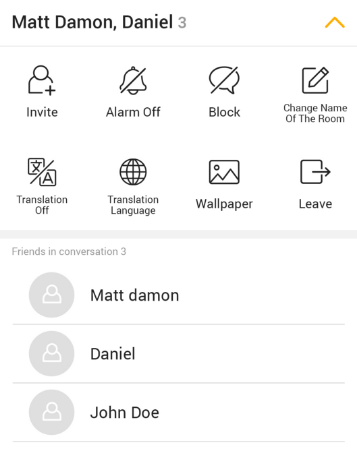 Matt Damon, Daniel 3
Invite
Alarm Off
Block
Change Name
Of The Room
文
A
Translation
Off
Translation
Language
Wallpaper
Leave
Friends in conversation 3
Matt damon
Daniel
John Doe